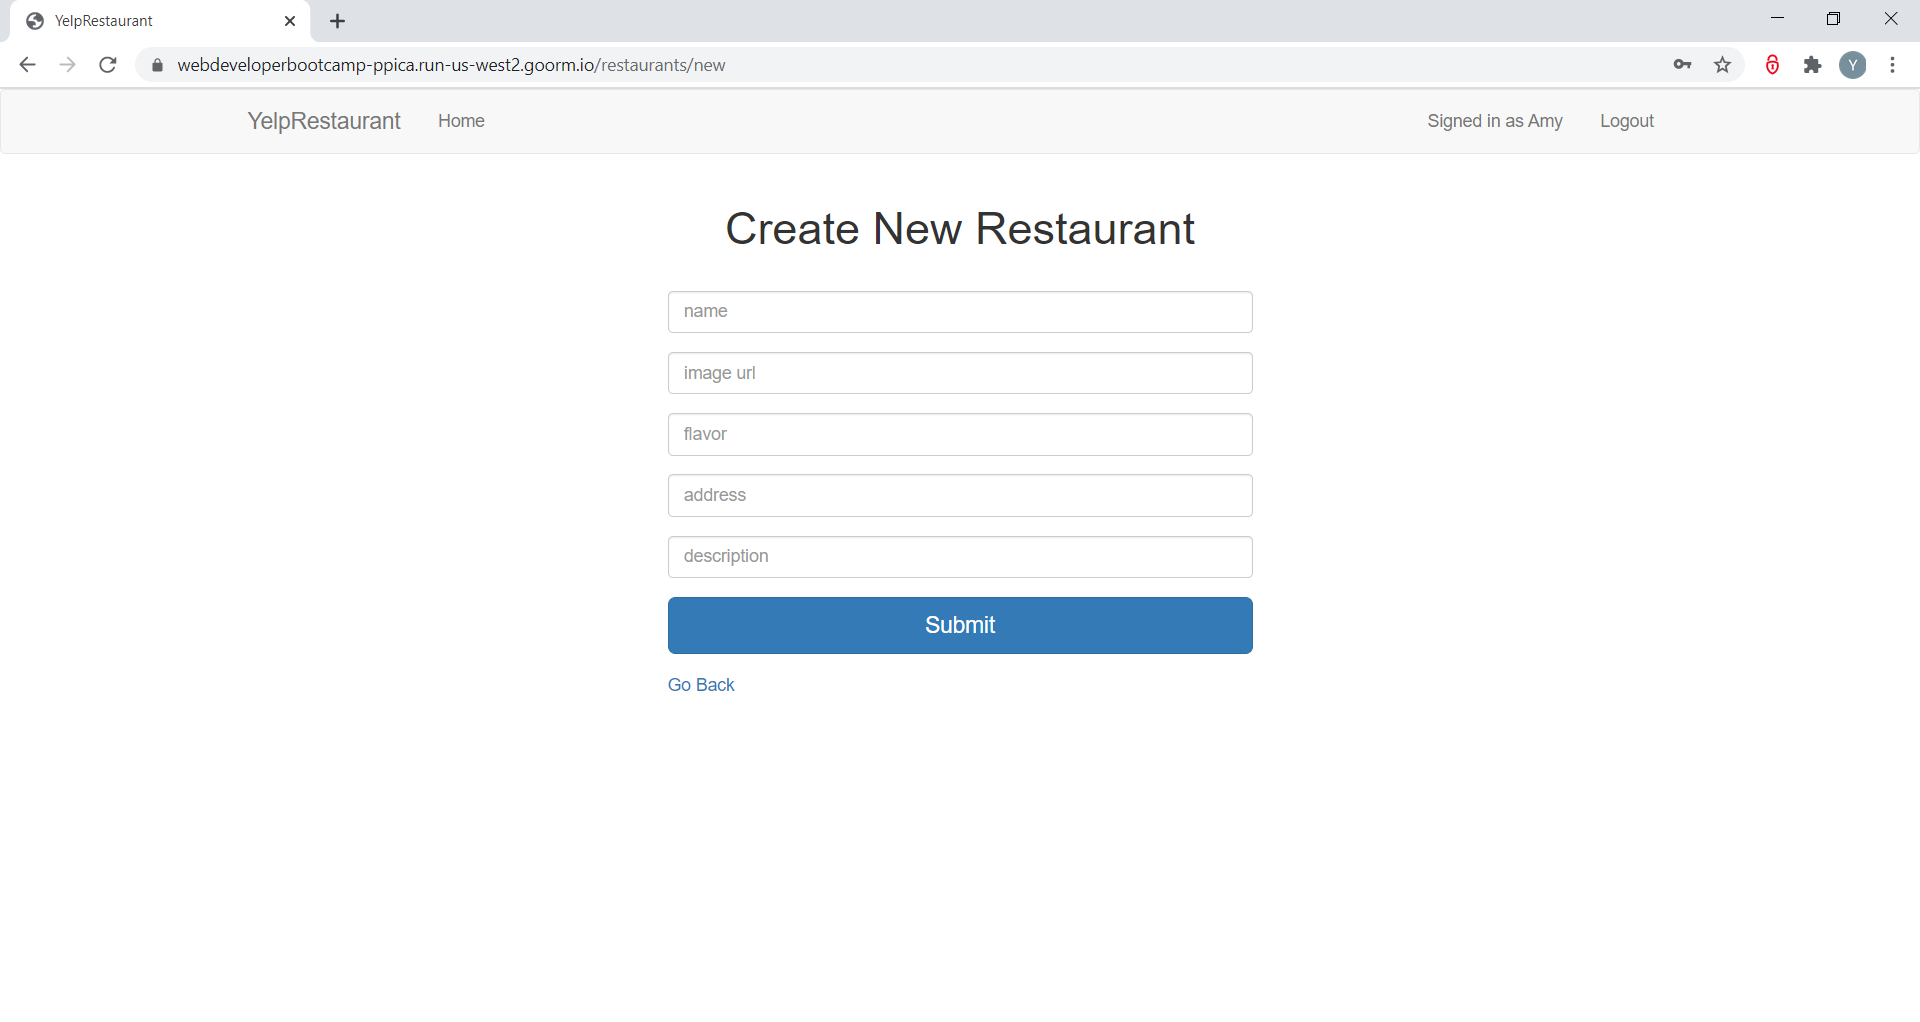 YelpRestaurant
webdeveloperbootcamp-ppica.run-us-west2.goorm.io/restaurants/new
Y
YelpRestaurant Home Signed in as Amy Logout
Create New Restaurant
name
image url
flavor
address
description
Submit
Go Back